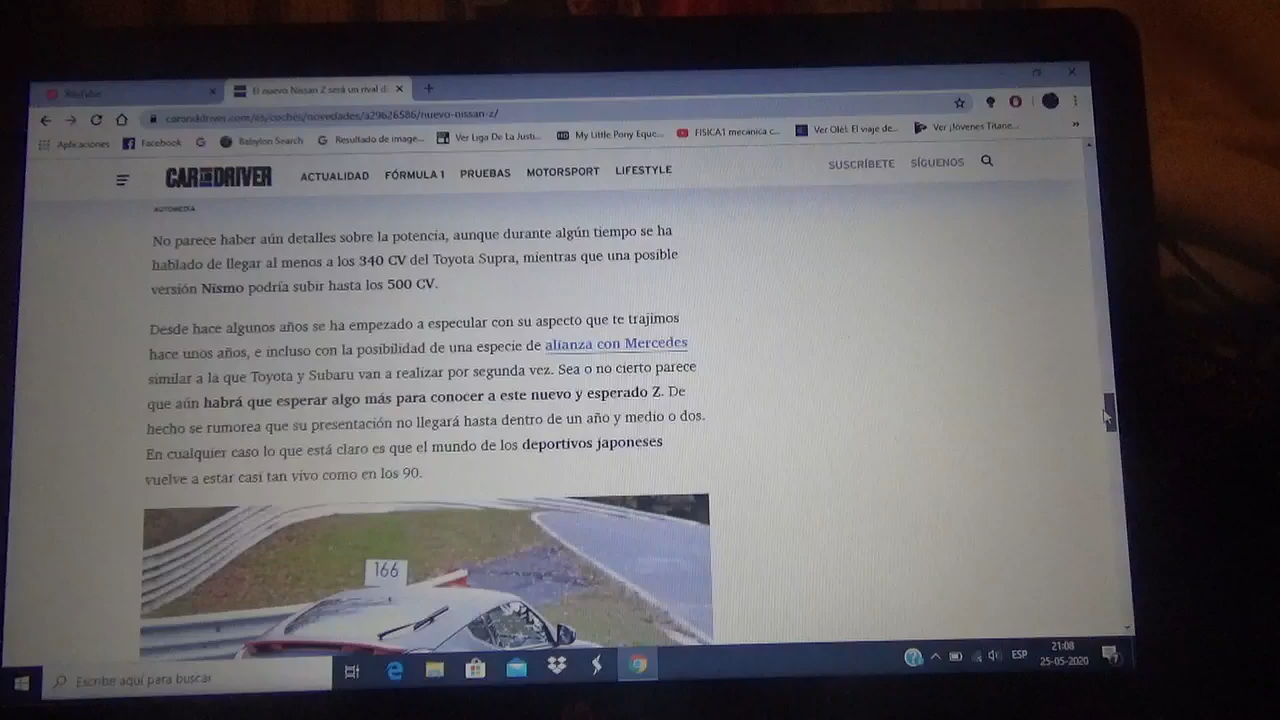 YouTube
El nuevo Nissan Z será un rival di
carandriver.com/es/coches/novedades/a29626586/nuevo-nissan-z/
Aplicaciones
Facebook
Babylon Search
Resultado de image...
Ver Liga De La Justi...
My Little Pony Eque...
FISICA1 mecanica c...
Ver Olé!. El viaje de...
Ver ¡Jóvenes Titane...
CAR AND DRIVER
ACTUALIDAD
FÓRMULA 1
PRUEBAS
MOTORSPORT
LIFESTYLE
SUSCRÍBETE
SÍGUENOS
AUTOMEDIA
No parece haber aún detalles sobre la potencia, aunque durante algún tiempo se ha
hablado de llegar al menos a los 340 CV del Toyota Supra, mientras que una posible
versión Nismo podría subir hasta los 500 CV.
Desde hace algunos años se ha empezado a especular con su aspecto que te trajimos
hace unos años, e incluso con la posibilidad de una especie de alianza con Mercedes
similar a la que Toyota y Subaru van a realizar por segunda vez. Sea o no cierto parece
que aún habrá que esperar algo más para conocer a este nuevo y esperado Z. De
hecho se rumorea que su presentación no llegará hasta dentro de un año y medio o dos.
En cualquier caso lo que está claro es que el mundo de los deportivos japoneses
vuelve a estar casi tan vivo como en los 90.
166
Escribe aquí para buscar
ESP
21:08
25-05-2020